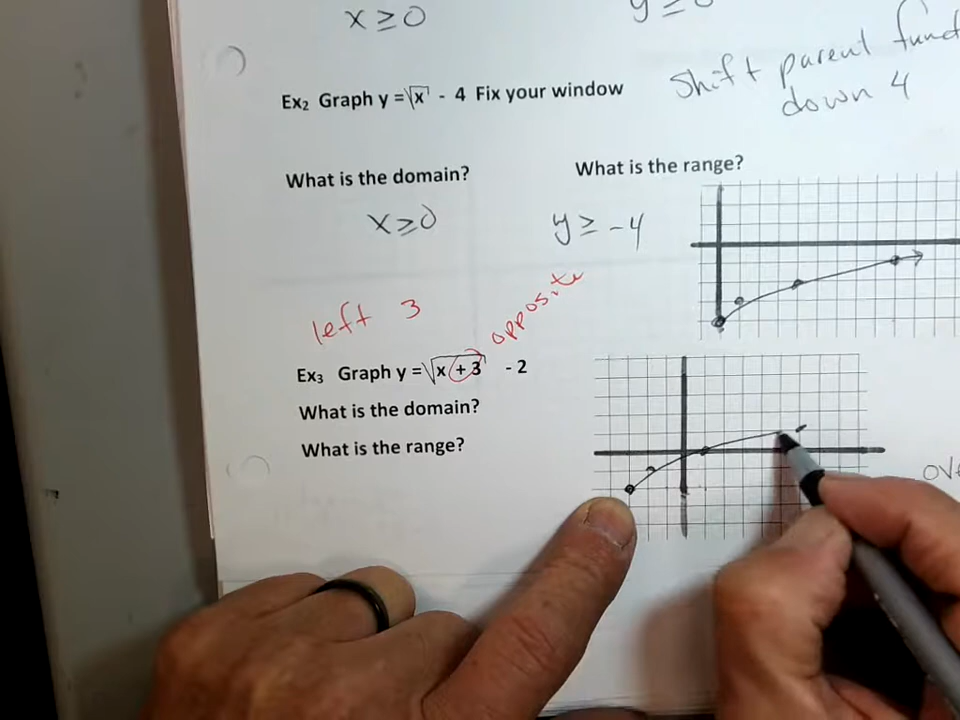 x ≥ 0
y ≥ 0
Ex₂ Graph y = √x - 4 Fix your window
Shift parent
down 4
What is the domain?
What is the range?
x ≥ 0
y ≥ -4
left 3
opposite
Ex₃ Graph y = √x + 3 - 2
What is the domain?
What is the range?